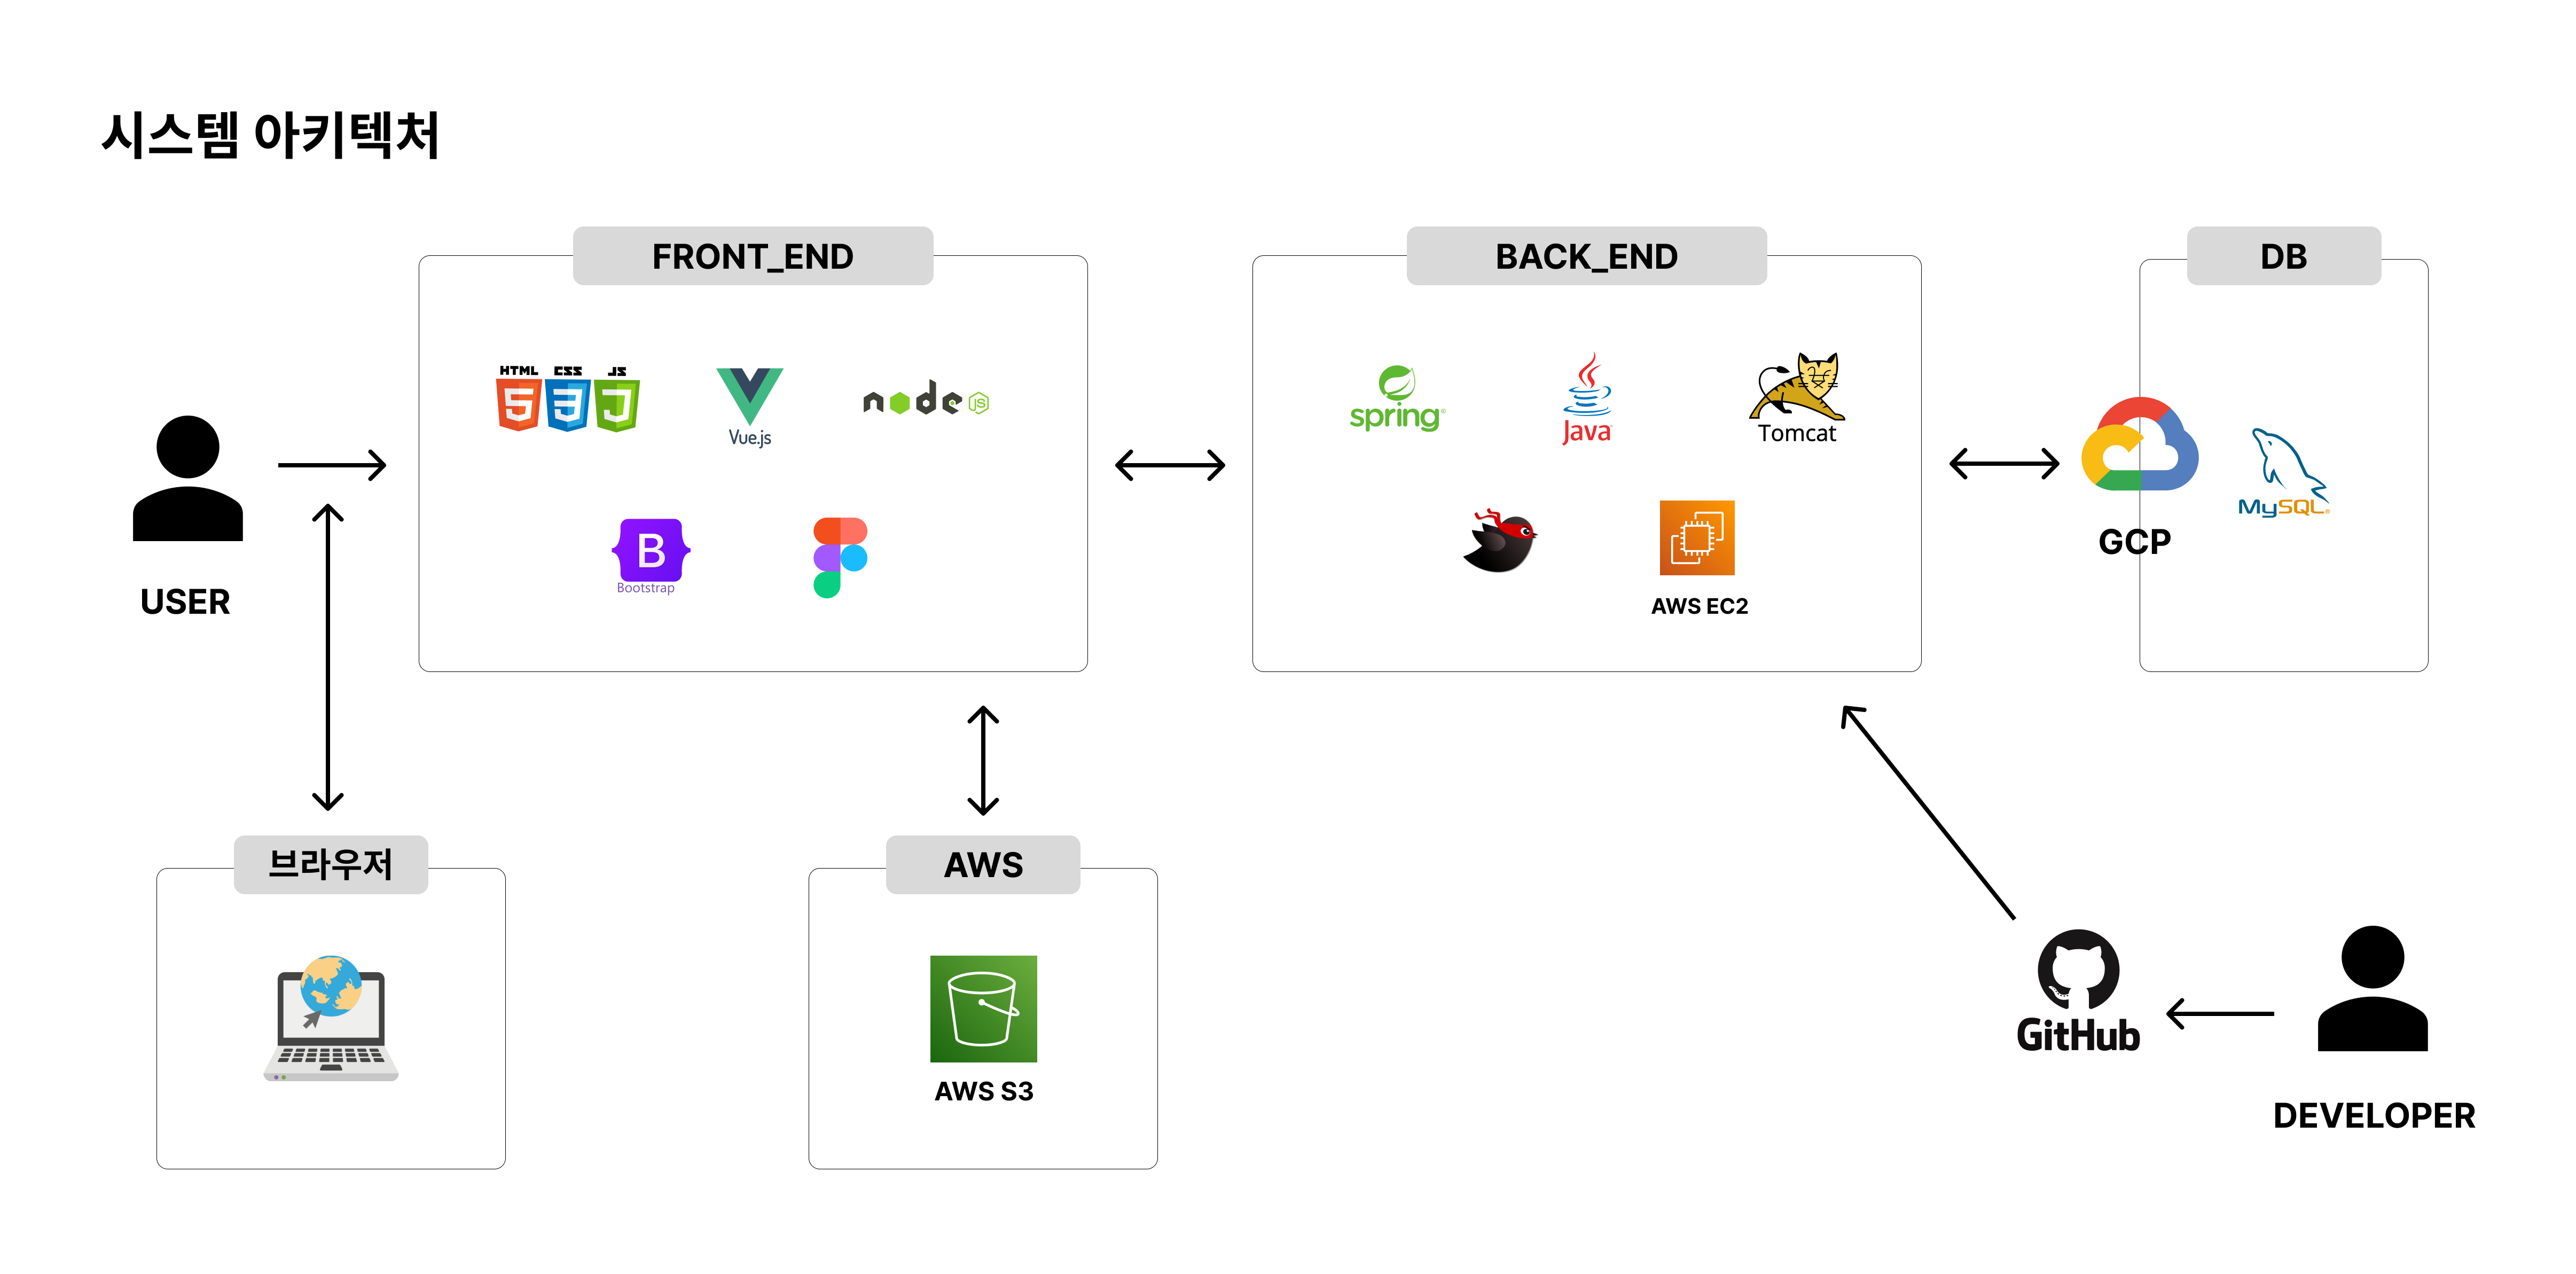 시스템 아키텍처
FRONT_END
BACK_END
DB
HTML CSS JS
5 3 J
Vue.js
node JS
spring
Java
Tomcat
B
Bootstrap
AWS EC2
MySQL
GCP
USER
브라우저
AWS
AWS S3
GitHub
DEVELOPER